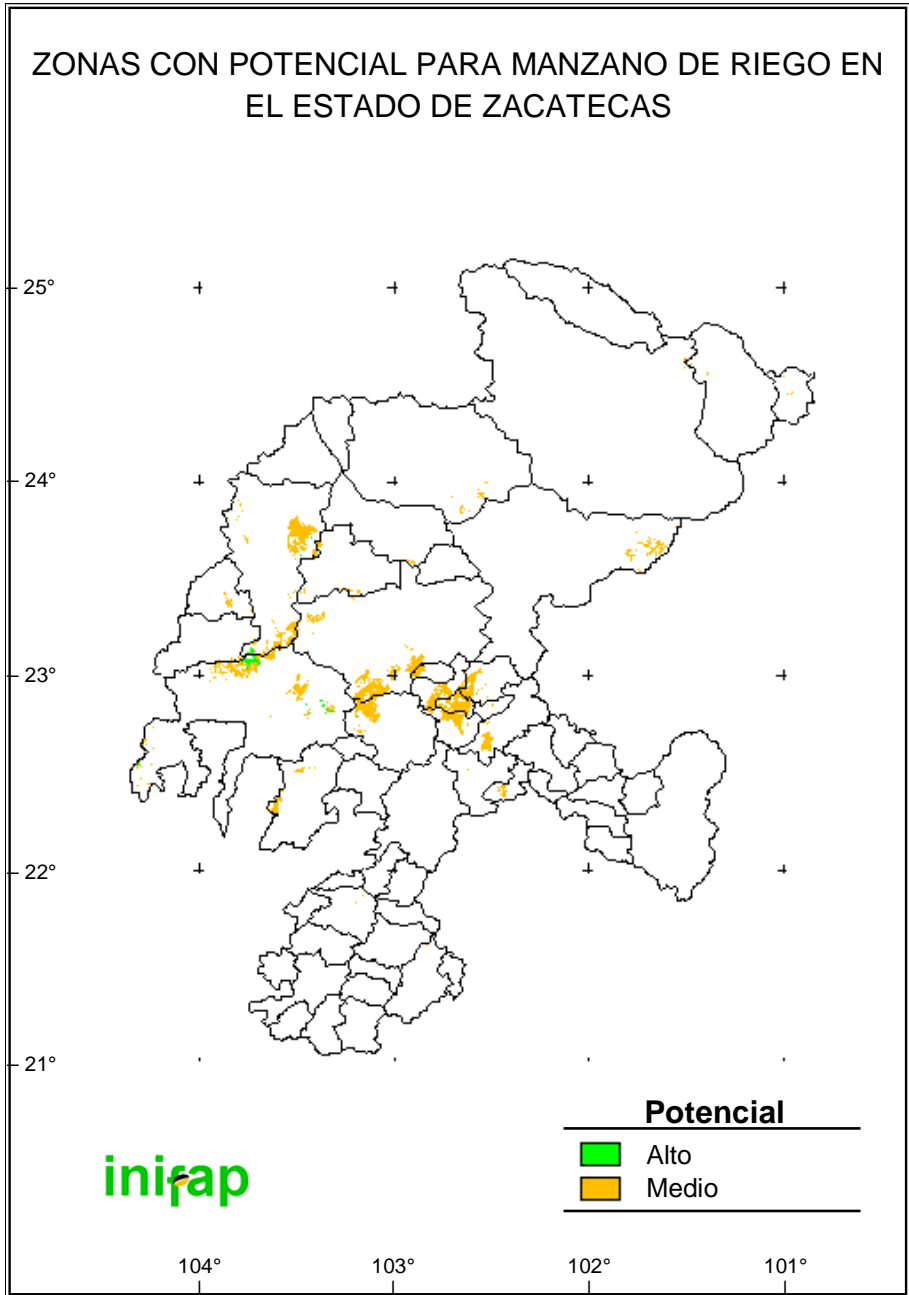 ZONAS CON POTENCIAL PARA MANZANO DE RIEGO EN
EL ESTADO DE ZACATECAS
25°
24°
23°
22°
21°
Potencial
Alto
Medio
inifap
104°
103°
102°
101°